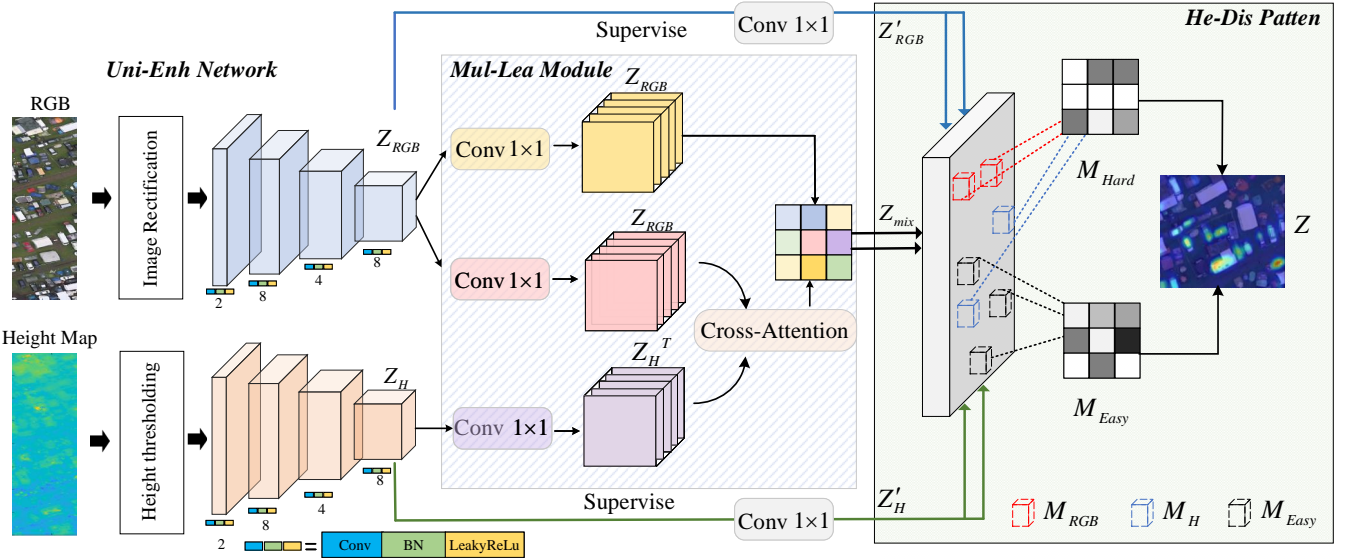 He-Dis Patten
Supervise
Conv 1×1
Z′RGB
Uni-Enh Network
Mul-Lea Module
RGB
Image Rectification
ZRGB
2
8
4
8
Conv 1×1
ZRGB
Conv 1×1
ZRGB
Cross-Attention
Zmix
MHard
Z
MEasy
Height Map
Height thresholding
ZH
2
8
4
8
Conv 1×1
ZH T
Supervise
Conv 1×1
Z′H
MRGB
MH
MEasy
= Conv BN LeakyReLu